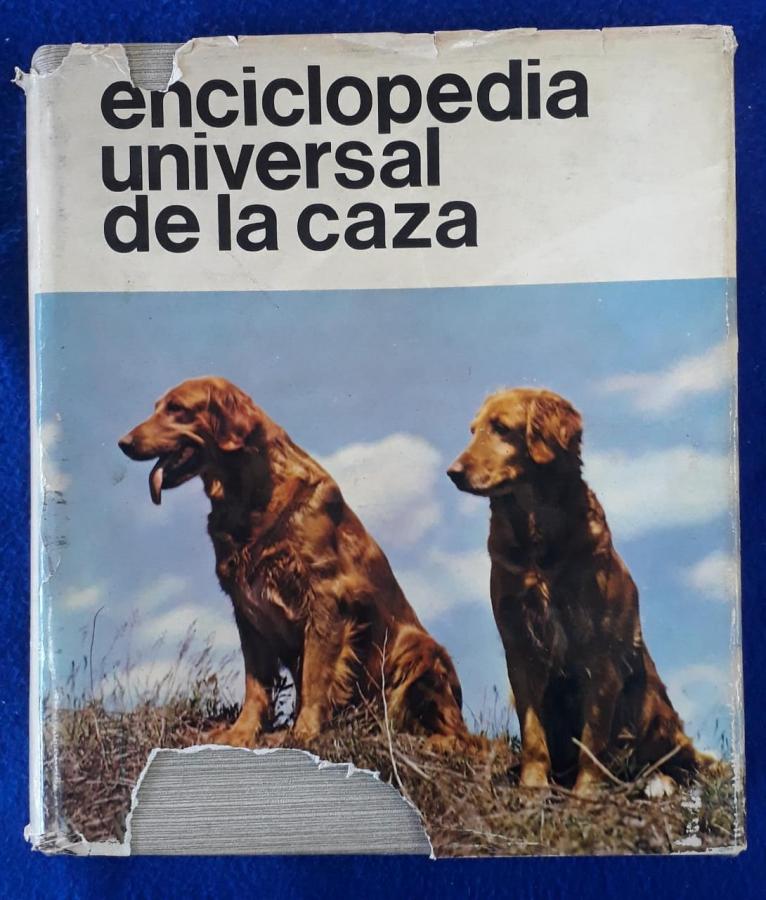 enciclopedia
universal
de la caza